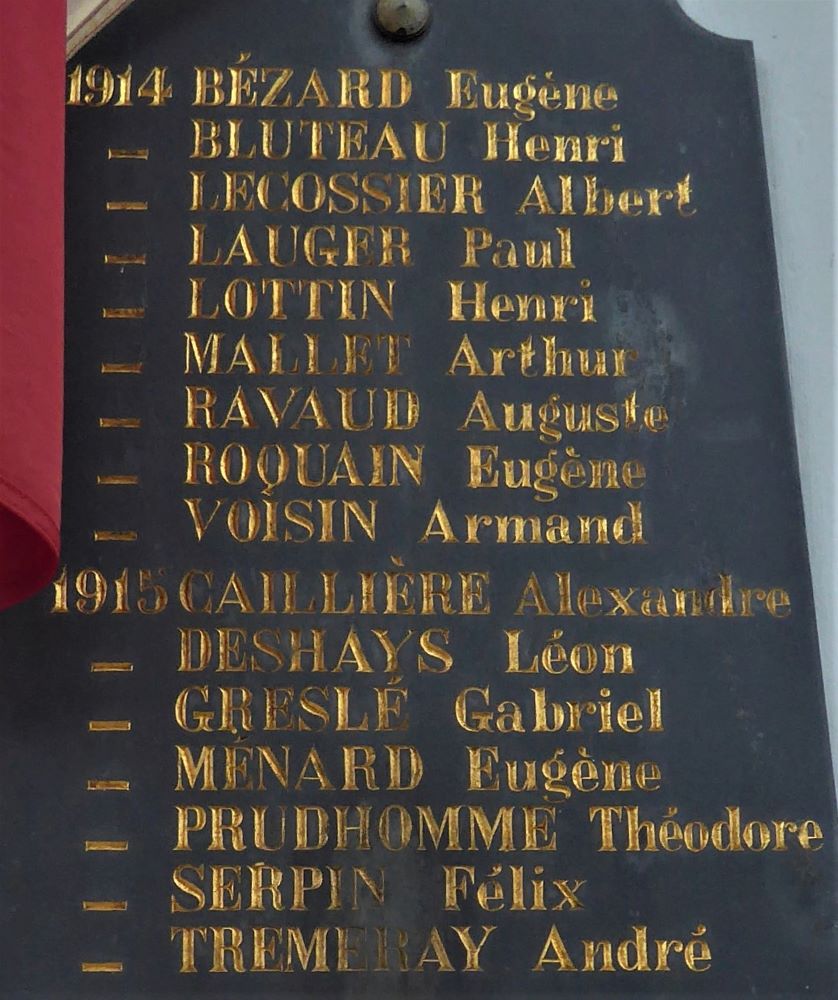 1914 BÉZARD Eugène
— BLUTEAU Henri
— LECOSSIER Albert
— LAUGER Paul
— LOTTIN Henri
— MALLET Arthur
— RAVAUD Auguste
— ROQUAIN Eugène
— VOISIN Armand
1915 CAILLIÈRE Alexandre
— DESHAYS Léon
— GRESLÉ Gabriel
— MÉNARD Eugène
— PRUDHOMME Théodore
— SERPIN Félix
— TREMERAY André